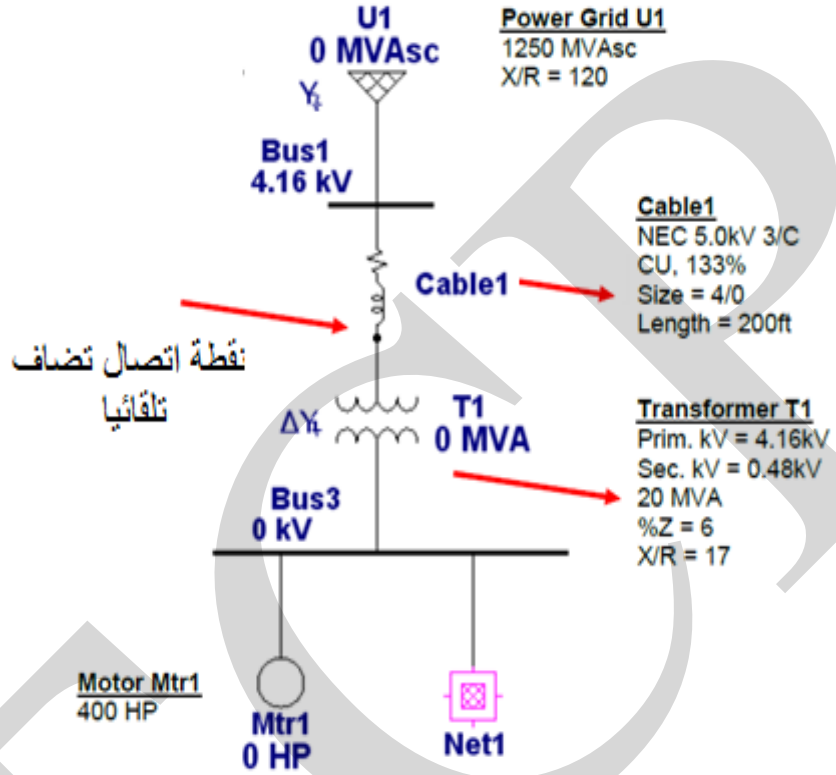 U1
0 MVAsc
Power Grid U1
1250 MVAsc
X/R = 120
Bus1
4.16 kV
Cable1
Cable1
NEC 5.0kV 3/C
CU, 133%
Size = 4/0
Length = 200ft
نقطة اتصال تضاف
تلقائيا
T1
0 MVA
ΔY
Transformer T1
Prim. kV = 4.16kV
Sec. kV = 0.48kV
20 MVA
%Z = 6
X/R = 17
Bus3
0 kV
Motor Mtr1
400 HP
Mtr1
0 HP
Net1